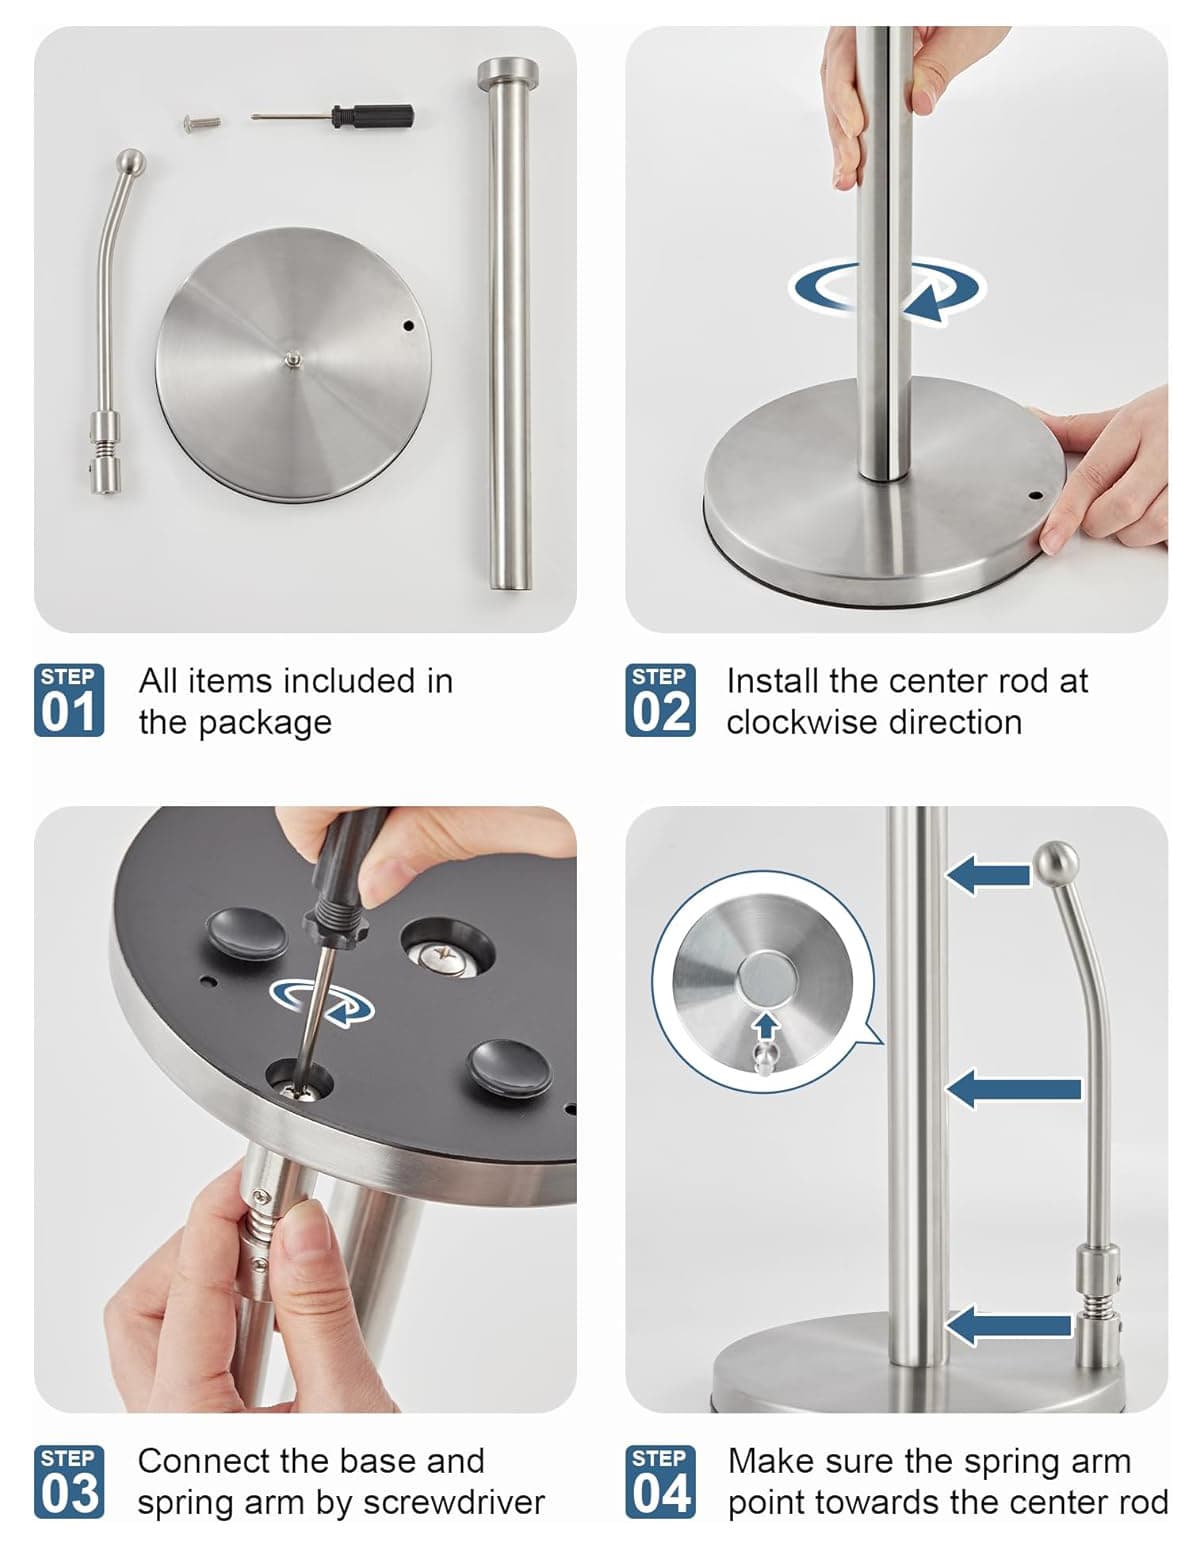 STEP
01
All items included in
the package
STEP
02
Install the center rod at
clockwise direction
STEP
03
Connect the base and
spring arm by screwdriver
STEP
04
Make sure the spring arm
point towards the center rod